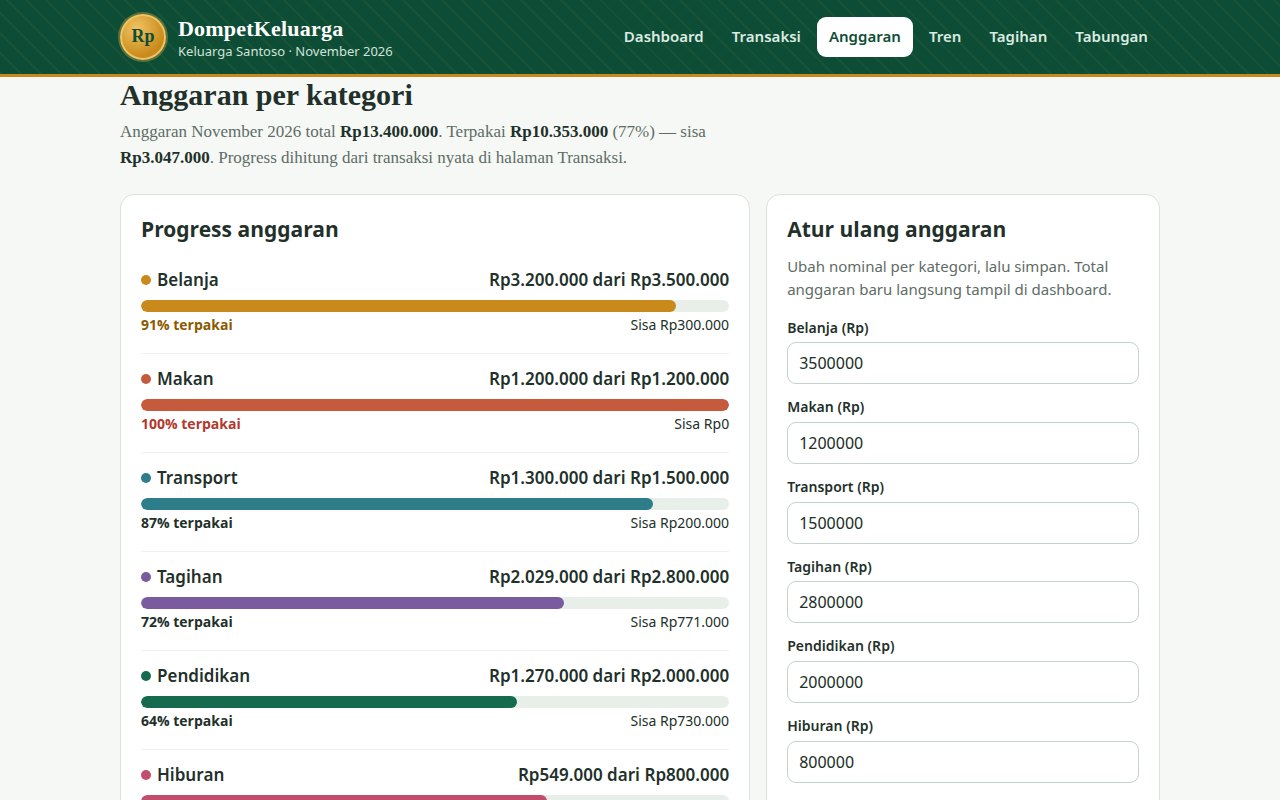 Rp
DompetKeluarga
Keluarga Santoso · November 2026
Dashboard
Transaksi
Anggaran
Tren
Tagihan
Tabungan
Anggaran per kategori
Anggaran November 2026 total Rp13.400.000. Terpakai Rp10.353.000 (77%) — sisa
Rp3.047.000. Progress dihitung dari transaksi nyata di halaman Transaksi.
Progress anggaran
Belanja Rp3.200.000 dari Rp3.500.000
91% terpakai Sisa Rp300.000
Makan Rp1.200.000 dari Rp1.200.000
100% terpakai Sisa Rp0
Transport Rp1.300.000 dari Rp1.500.000
87% terpakai Sisa Rp200.000
Tagihan Rp2.029.000 dari Rp2.800.000
72% terpakai Sisa Rp771.000
Pendidikan Rp1.270.000 dari Rp2.000.000
64% terpakai Sisa Rp730.000
Hiburan Rp549.000 dari Rp800.000
Atur ulang anggaran
Ubah nominal per kategori, lalu simpan. Total
anggaran baru langsung tampil di dashboard.
Belanja (Rp)
3500000
Makan (Rp)
1200000
Transport (Rp)
1500000
Tagihan (Rp)
2800000
Pendidikan (Rp)
2000000
Hiburan (Rp)
800000